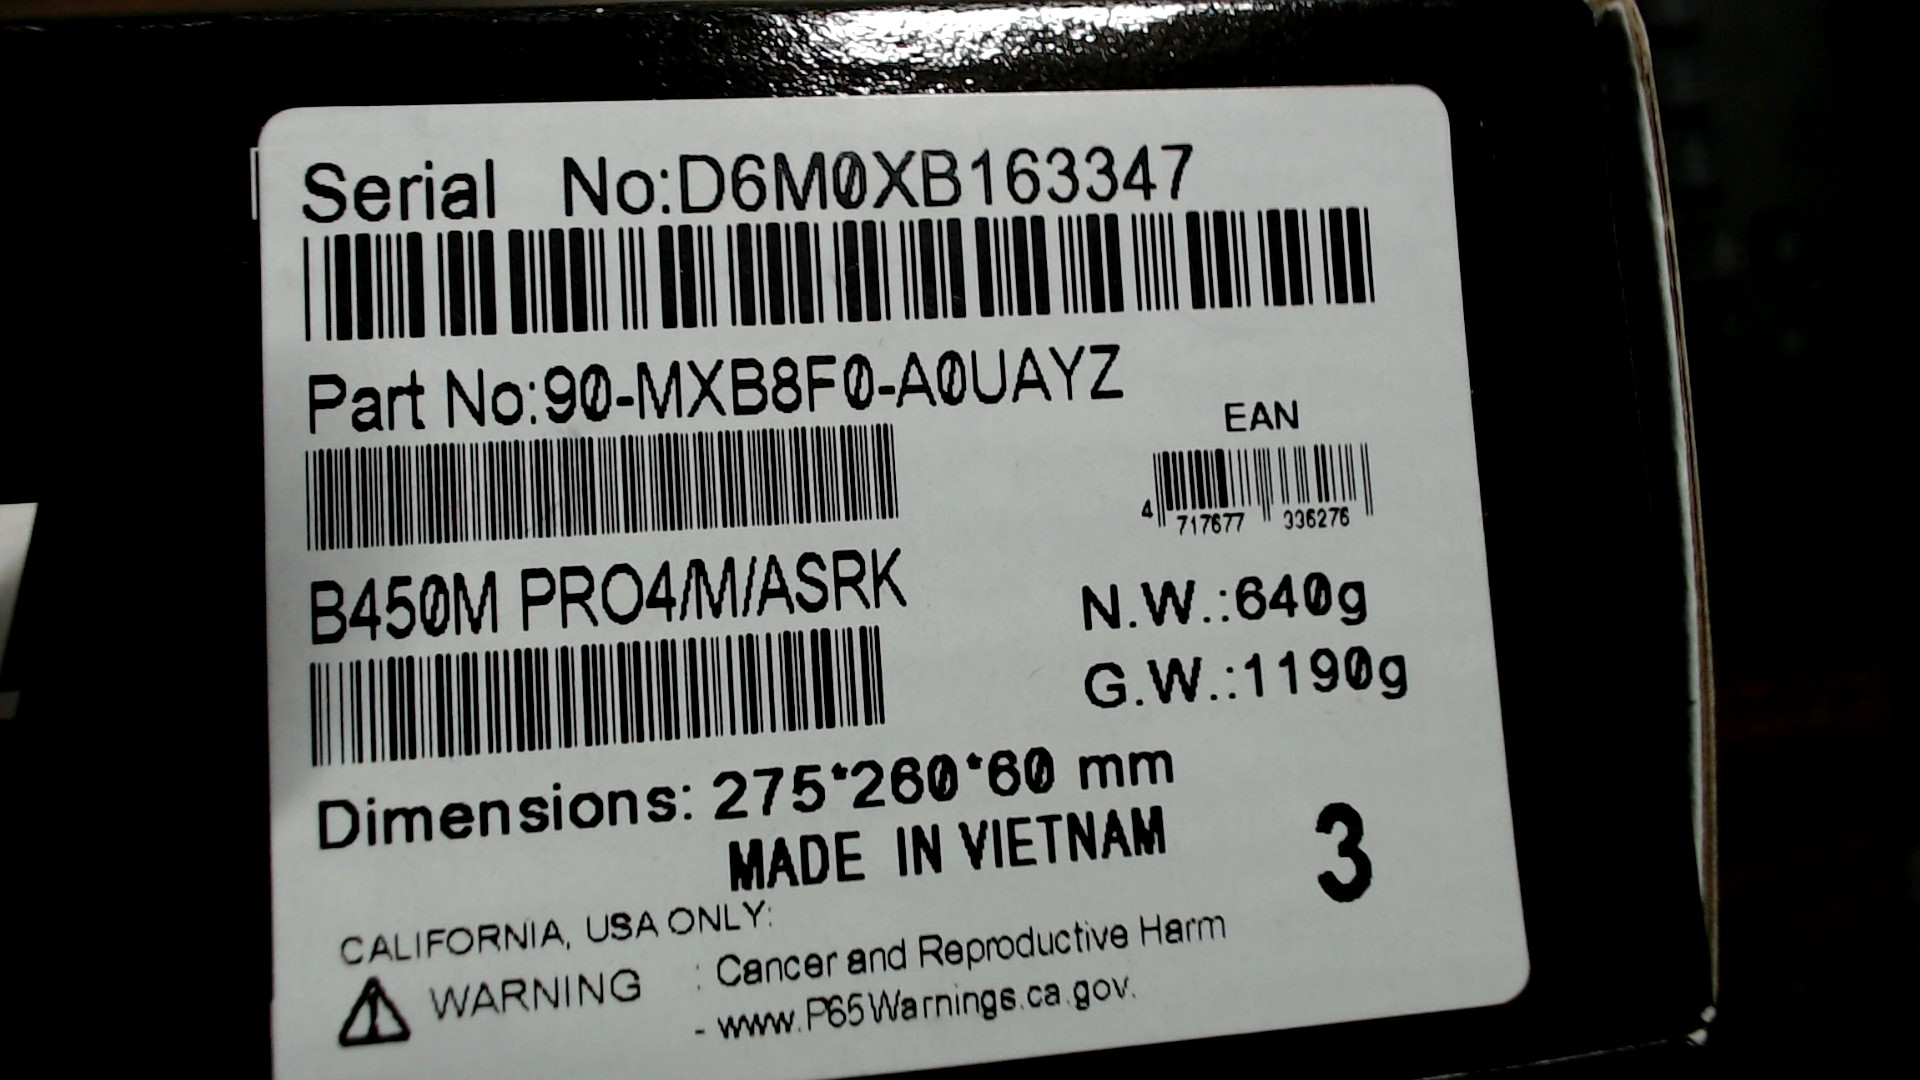 Serial No:D6M0XB163347
Part No:90-MXB8F0-A0UAYZ
EAN
4 717677 336276
B450M PRO4/M/ASRK
N.W.:640g
G.W.:1190g
Dimensions: 275*260*60 mm
MADE IN VIETNAM
3
CALIFORNIA, USA ONLY:
WARNING : Cancer and Reproductive Harm
- www.P65Warnings.ca.gov.